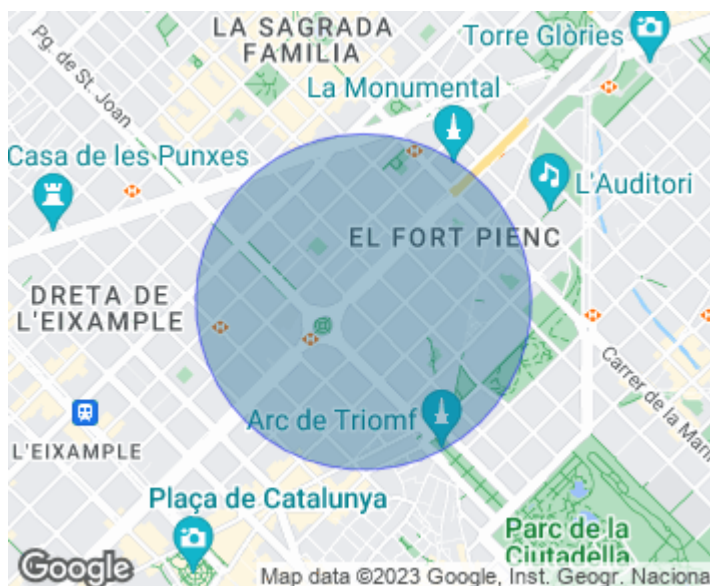 LA SAGRADA
FAMILIA
Torre Glòries
Pg. de St. Joan
La Monumental
Casa de les Punxes
L'Auditori
EL FORT PIENC
DRETA DE
L'EIXAMPLE
Carrer de la Mari
Arc de Triomf
L'EIXAMPLE
Plaça de Catalunya
Parc de la
Ciutadella
Google
Map data ©2023 Google, Inst. Geogr. Naciona